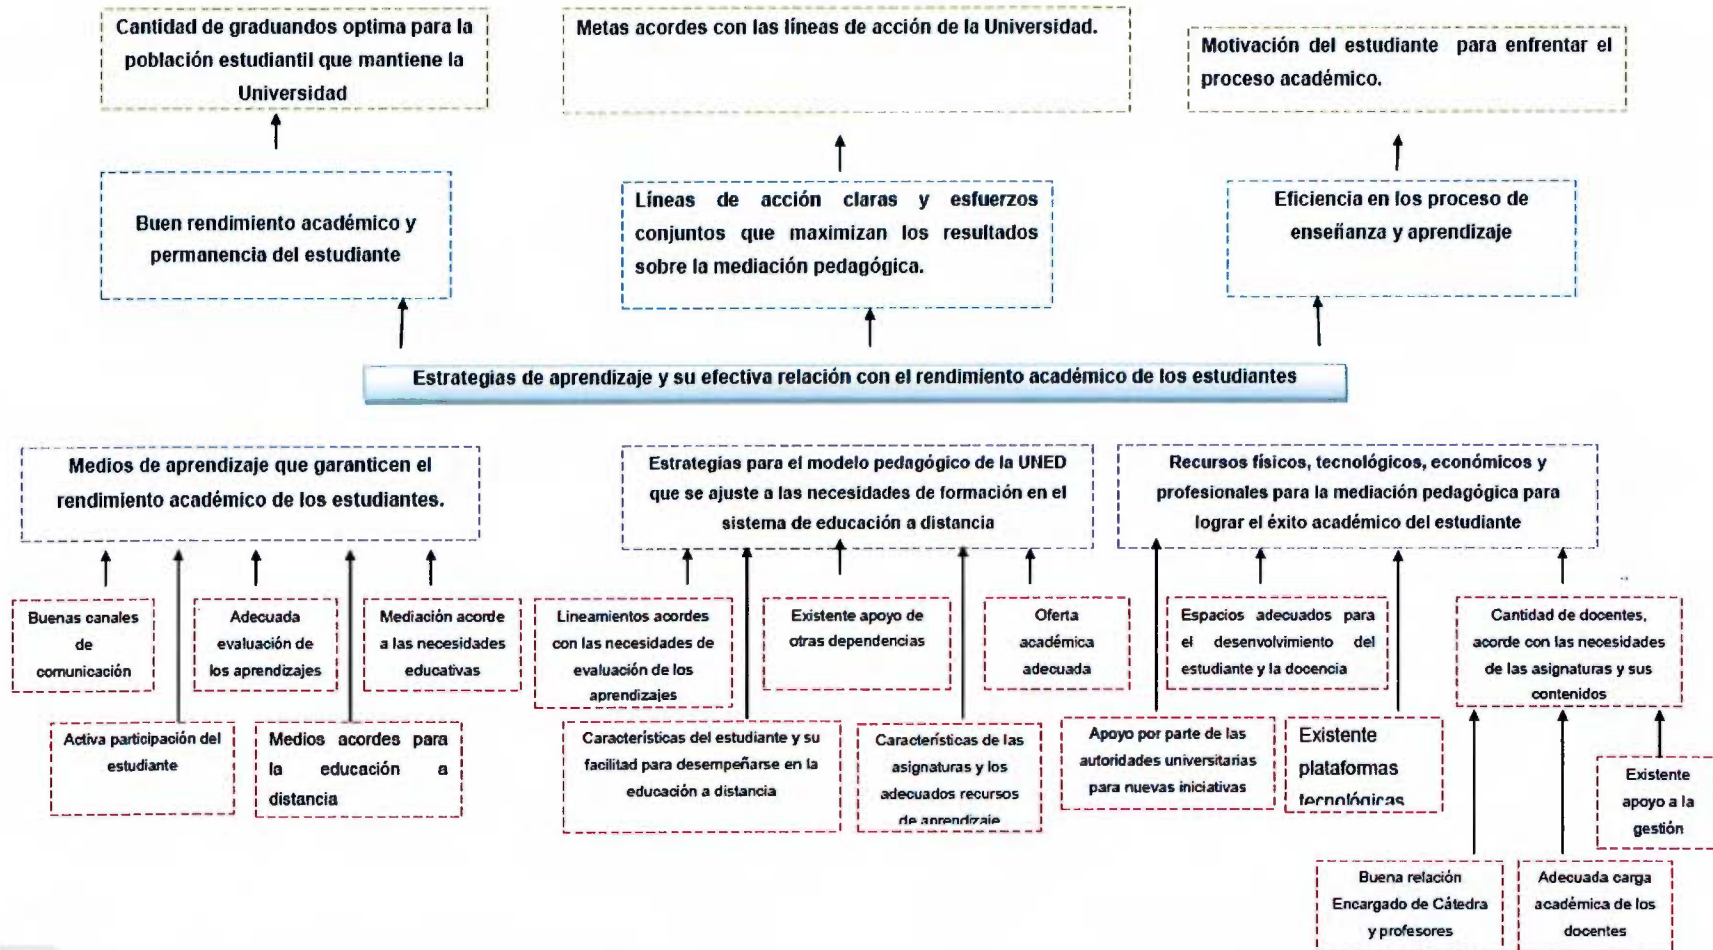 Cantidad de graduandos optima para la
población estudiantil que mantiene la
Universidad
Metas acordes con las líneas de acción de la Universidad.
Motivación del estudiante para enfrentar el
proceso académico.
Buen rendimiento académico y
permanencia del estudiante
Líneas de acción claras y esfuerzos
conjuntos que maximizan los resultados
sobre la mediación pedagógica.
Eficiencia en los proceso de
enseñanza y aprendizaje
Estrategias de aprendizaje y su efectiva relación con el rendimiento académico de los estudiantes
Medios de aprendizaje que garanticen el
rendimiento académico de los estudiantes.
Estrategias para el modelo pedagógico de la UNED
que se ajuste a las necesidades de formación en el
sistema de educación a distancia
Recursos físicos, tecnológicos, económicos y
profesionales para la mediación pedagógica para
lograr el éxito académico del estudiante
Buenas canales
de
comunicación
Adecuada
evaluación de
los aprendizajes
Mediación acorde
a las necesidades
educativas
Lineamientos acordes
con las necesidades de
evaluación de los
aprendizajes
Existente apoyo de
otras dependencias
Oferta
académica
adecuada
Espacios adecuados para
el desenvolvimiento del
estudiante y la docencia
Cantidad de docentes,
acorde con las necesidades
de las asignaturas y sus
contenidos
Activa participación del
estudiante
Medios acordes para
la educación a
distancia
Características del estudiante y su
facilitad para desempeñarse en la
educación a distancia
Características de las
asignaturas y los
adecuados recursos
de aprendizaje
Apoyo por parte de las
autoridades universitarias
para nuevas iniciativas
Existente
plataformas
tecnológicas
Existente
apoyo a la
gestión
Buena relación
Encargado de Cátedra
y profesores
Adecuada carga
académica de los
docentes